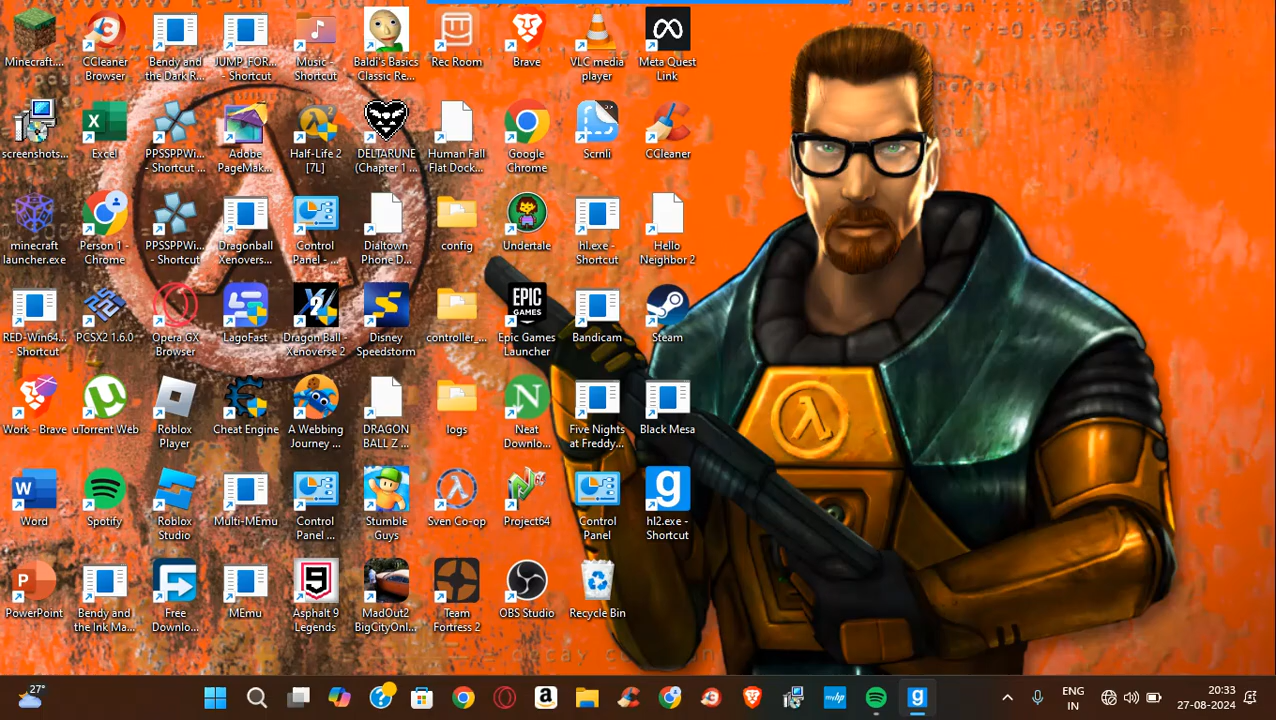 Minecraft....
CCleaner
Browser
Bendy and
the Dark R...
JUMP_FOR...
- Shortcut
Music -
Shortcut
Baldi's Basics
Classic Re...
Rec Room
Brave
VLC media
player
Meta Quest
Link
screenshots...
Excel
PPSSPPWi...
- Shortcut ...
Adobe
PageMak...
Half-Life 2
[7L]
DELTARUNE
(Chapter 1 ...
Human Fall
Flat Dock...
Google
Chrome
Scrnli
CCleaner
minecraft
launcher.exe
Person 1 -
Chrome
PPSSPPWi...
- Shortcut
Dragonball
Xenovers...
Control
Panel - ...
Dialtown
Phone D...
config
Undertale
hl.exe -
Shortcut
Hello
Neighbor 2
RED-Win64...
- Shortcut
PCSX2 1.6.0
Opera GX
Browser
LagoFast
Dragon Ball -
Xenoverse 2
Disney
Speedstorm
controller_...
EPIC
GAMES
Epic Games
Launcher
Bandicam
Steam
Work - Brave
uTorrent Web
Roblox
Player
Cheat Engine
A Webbing
Journey ...
DRAGON
BALL Z ...
logs
Neat
Downlo...
Five Nights
at Freddy...
Black Mesa
Word
Spotify
Roblox
Studio
Multi-MEmu
Control
Panel ...
Stumble
Guys
Sven Co-op
Project64
Control
Panel
hl2.exe -
Shortcut
PowerPoint
Bendy and
the Ink Ma...
Free
Downlo...
MEmu
Asphalt 9
Legends
MadOut2
BigCityOnl...
Team
Fortress 2
OBS Studio
Recycle Bin
27°
ENG
IN
20:33
27-08-2024